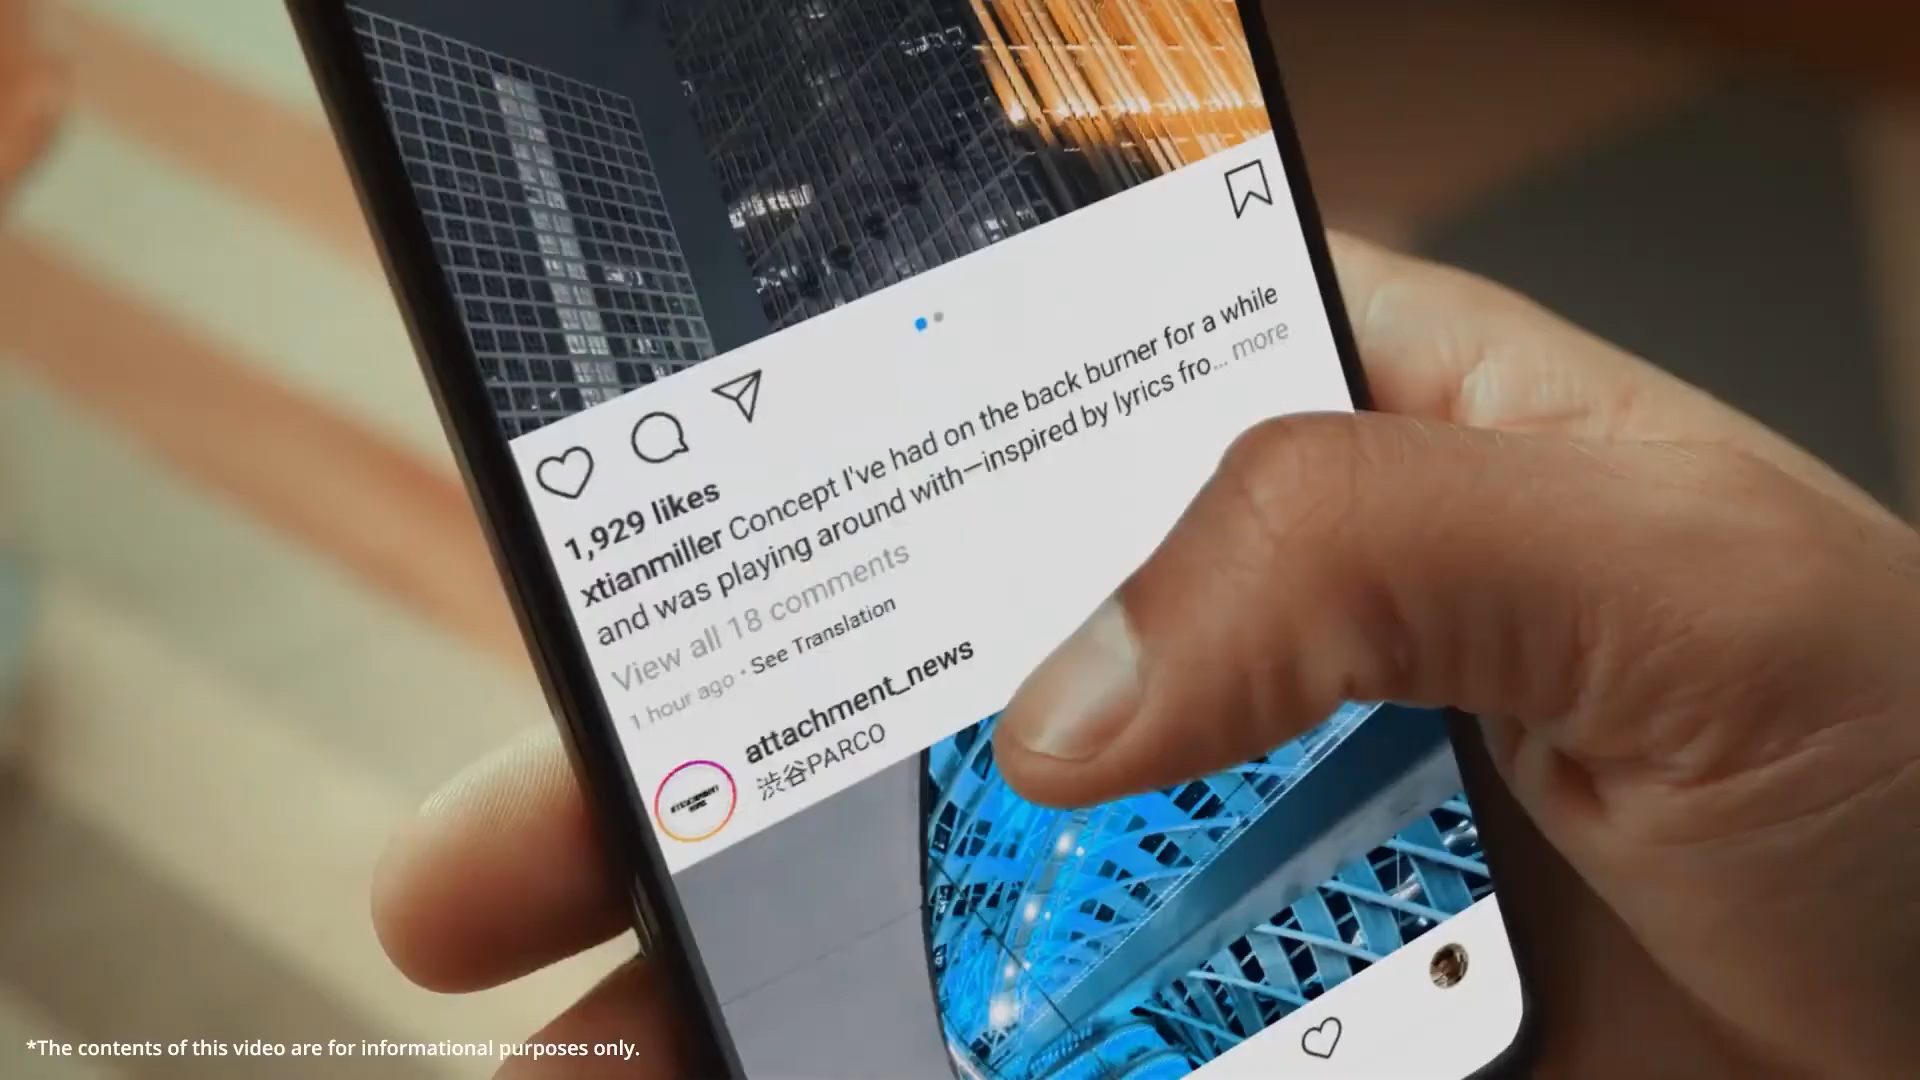 1,929 likes
xtianmiller Concept I've had on the back burner for a while
and was playing around with—inspired by lyrics fro... more
View all 18 comments
1 hour ago · See Translation
attachment_news
渋谷PARCO
*The contents of this video are for informational purposes only.